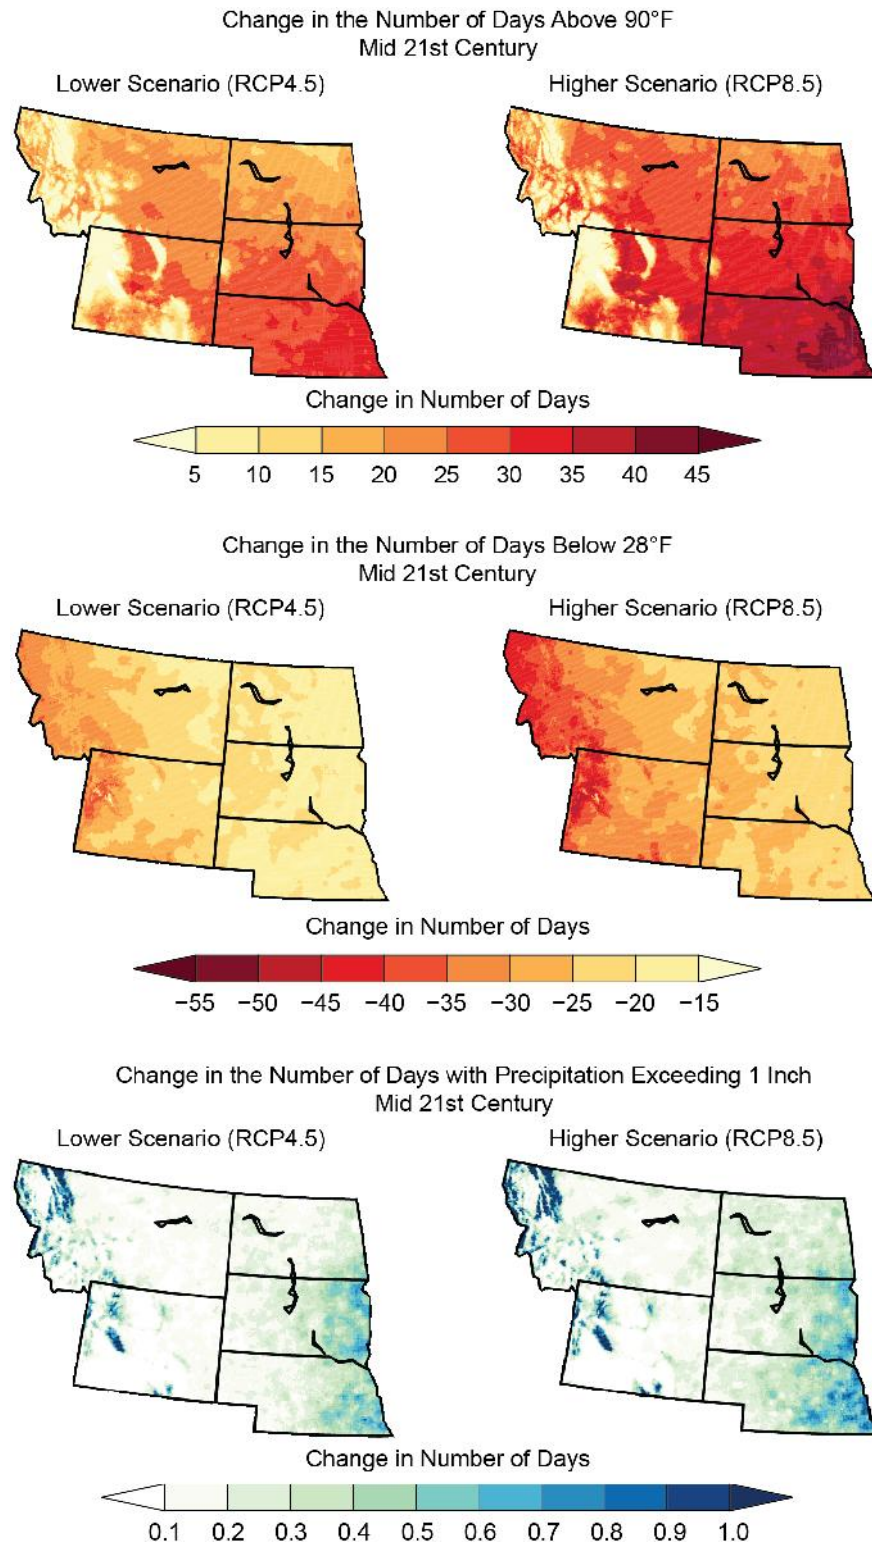 Change in the Number of Days Above 90°F
Mid 21st Century
Lower Scenario (RCP4.5)
Higher Scenario (RCP8.5)
Change in Number of Days
5 10 15 20 25 30 35 40 45
Change in the Number of Days Below 28°F
Mid 21st Century
Lower Scenario (RCP4.5)
Higher Scenario (RCP8.5)
Change in Number of Days
−55 −50 −45 −40 −35 −30 −25 −20 −15
Change in the Number of Days with Precipitation Exceeding 1 Inch
Mid 21st Century
Lower Scenario (RCP4.5)
Higher Scenario (RCP8.5)
Change in Number of Days
0.1 0.2 0.3 0.4 0.5 0.6 0.7 0.8 0.9 1.0